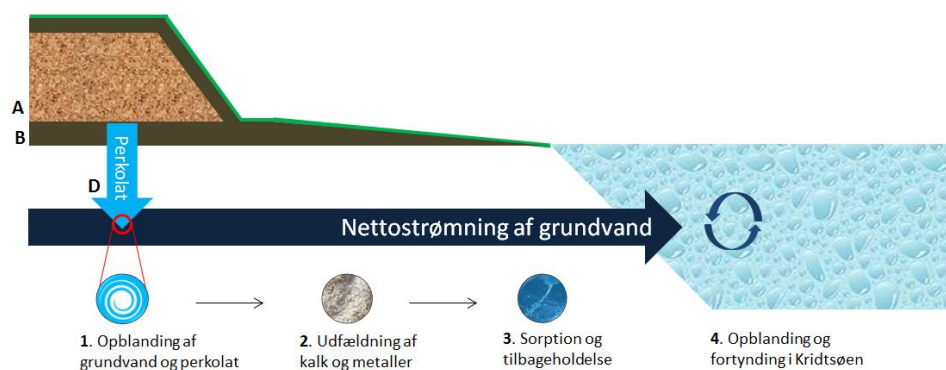 A
B
Perkolat
D
Nettostrømning af grundvand
1. Opblanding af
grundvand og perkolat
2. Udfældning af
kalk og metaller
3. Sorption og
tilbageholdelse
4. Opblanding og
fortynding i Kridtsøen